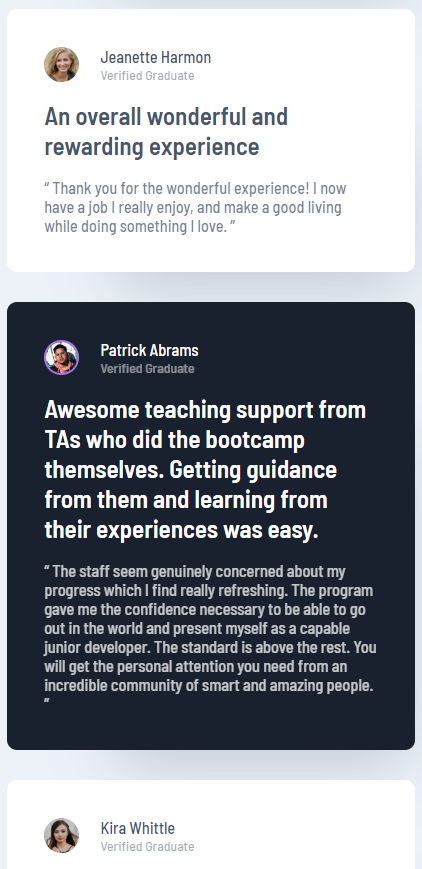 Jeanette Harmon
Verified Graduate
An overall wonderful and
rewarding experience
“ Thank you for the wonderful experience! I now
have a job I really enjoy, and make a good living
while doing something I love. ”
Patrick Abrams
Verified Graduate
Awesome teaching support from
TAs who did the bootcamp
themselves. Getting guidance
from them and learning from
their experiences was easy.
“ The staff seem genuinely concerned about my
progress which I find really refreshing. The program
gave me the confidence necessary to be able to go
out in the world and present myself as a capable
junior developer. The standard is above the rest. You
will get the personal attention you need from an
incredible community of smart and amazing people.
”
Kira Whittle
Verified Graduate